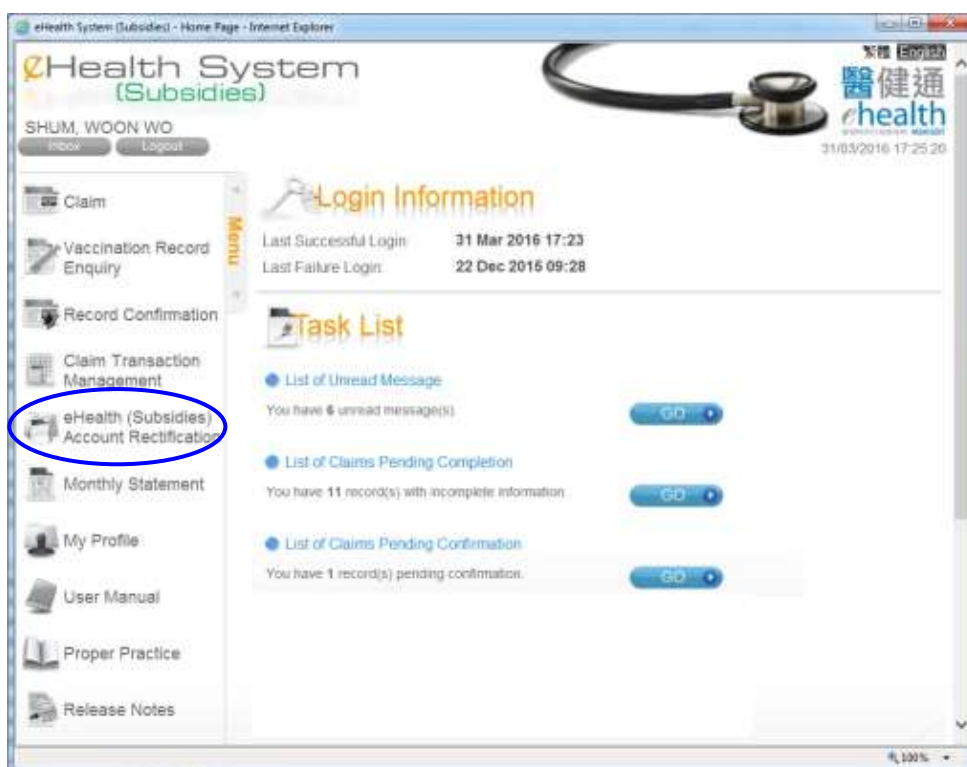 eHealth System (Subsidies) - Home Page - Internet Explorer
eHealth System
(Subsidies)
繁體 English
醫健通
ehealth
SHUM, WOON WO
Inbox Logout
31/03/2016 17:25:20
Menu
Claim
Vaccination Record
Enquiry
Record Confirmation
Claim Transaction
Management
eHealth (Subsidies)
Account Rectification
Monthly Statement
My Profile
User Manual
Proper Practice
Release Notes
Login Information
Last Successful Login: 31 Mar 2016 17:23
Last Failure Login: 22 Dec 2015 09:28
Task List
List of Unread Message
You have 6 unread message(s).
GO
List of Claims Pending Completion
You have 11 record(s) with incomplete information.
GO
List of Claims Pending Confirmation
You have 1 record(s) pending confirmation.
GO
100%